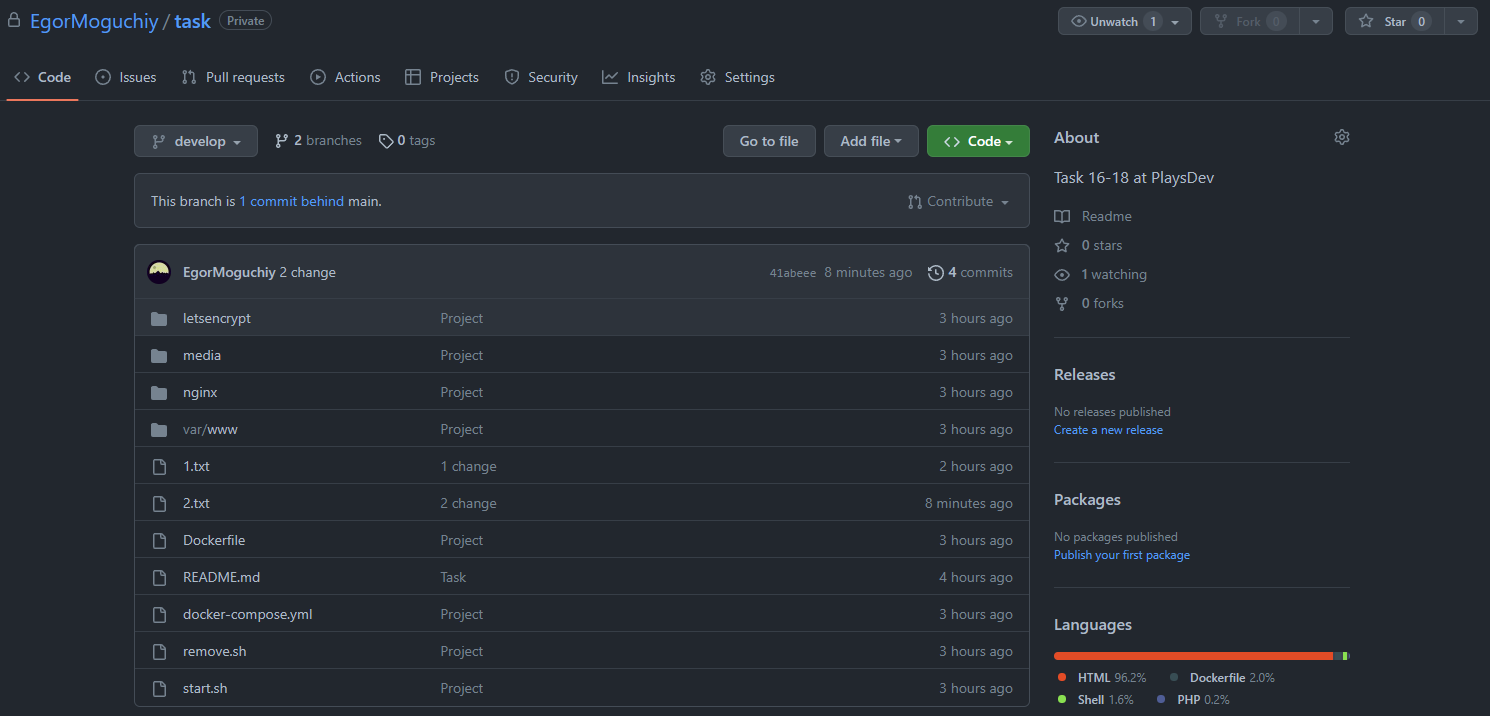 EgorMoguchiy / task Private Unwatch 1 Fork 0 Star 0
Code Issues Pull requests Actions Projects Security Insights Settings
develop 2 branches 0 tags Go to file Add file Code
This branch is 1 commit behind main. Contribute
EgorMoguchiy 2 change 41abeee 8 minutes ago 4 commits
letsencrypt Project 3 hours ago
media Project 3 hours ago
nginx Project 3 hours ago
var/www Project 3 hours ago
1.txt 1 change 2 hours ago
2.txt 2 change 8 minutes ago
Dockerfile Project 3 hours ago
README.md Task 4 hours ago
docker-compose.yml Project 3 hours ago
remove.sh Project 3 hours ago
start.sh Project 3 hours ago
About
Task 16-18 at PlaysDev
Readme
0 stars
1 watching
0 forks
Releases
No releases published
Create a new release
Packages
No packages published
Publish your first package
Languages
HTML 96.2% Dockerfile 2.0%
Shell 1.6% PHP 0.2%